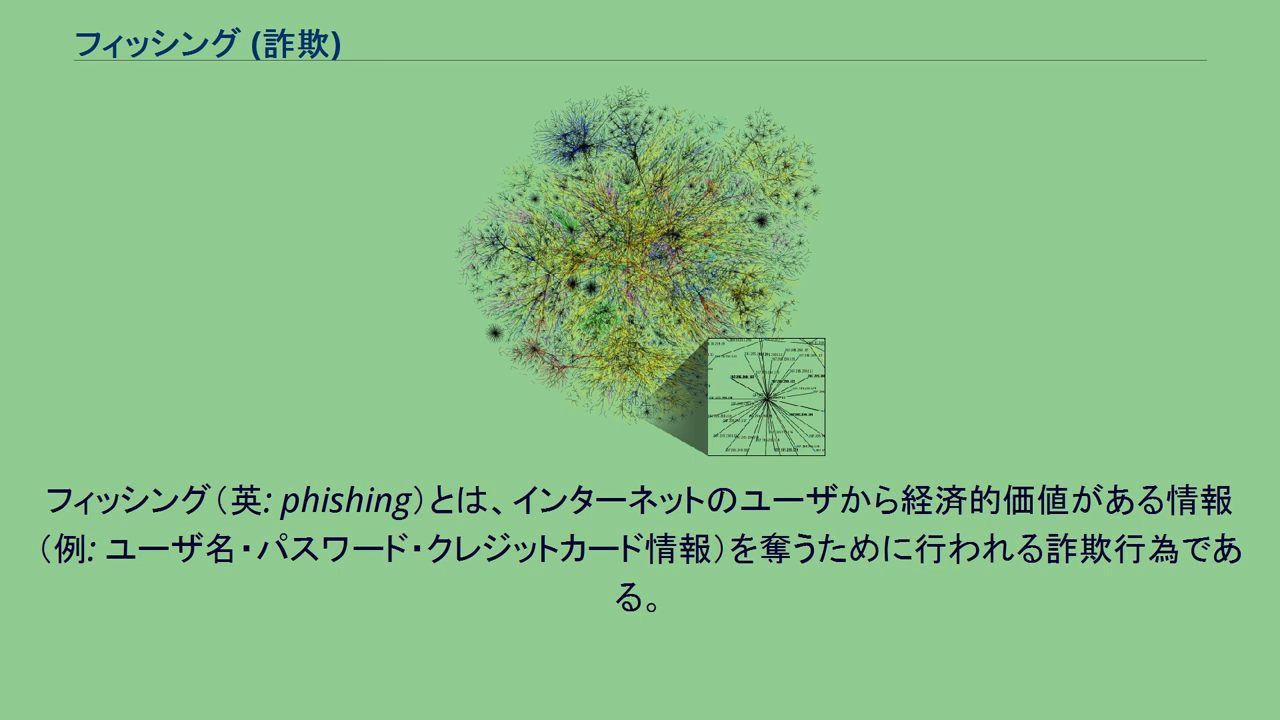 フィッシング (詐欺)
フィッシング（英: phishing）とは、インターネットのユーザから経済的価値がある情報
（例: ユーザ名・パスワード・クレジットカード情報）を奪うために行われる詐欺行為であ
る。